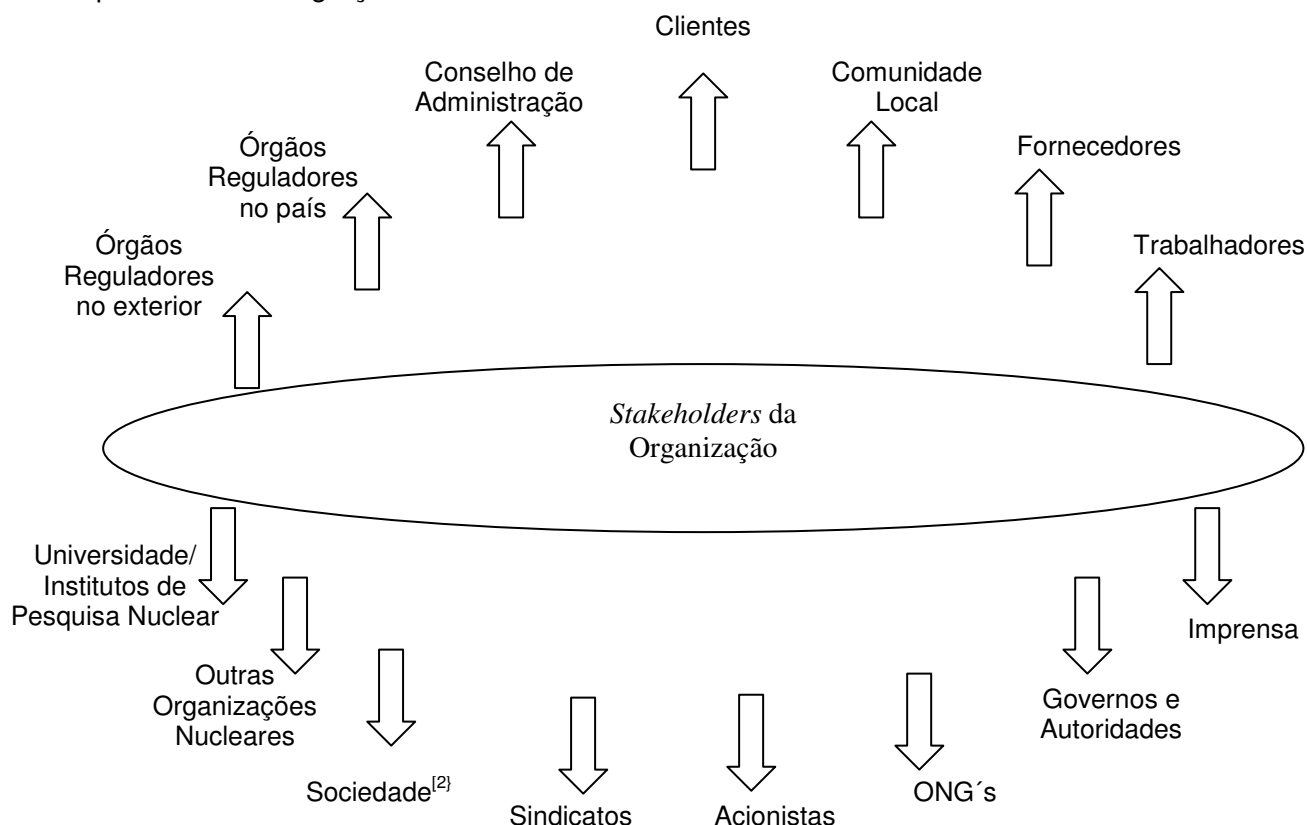 Clientes
Conselho de
Administração
Comunidade
Local
Órgãos
Reguladores
no país
Fornecedores
Órgãos
Reguladores
no exterior
Trabalhadores
Stakeholders da
Organização
Universidade/
Institutos de
Pesquisa Nuclear
Imprensa
Outras
Organizações
Nucleares
Governos e
Autoridades
Sociedade[2}
Sindicatos
Acionistas
ONG´s